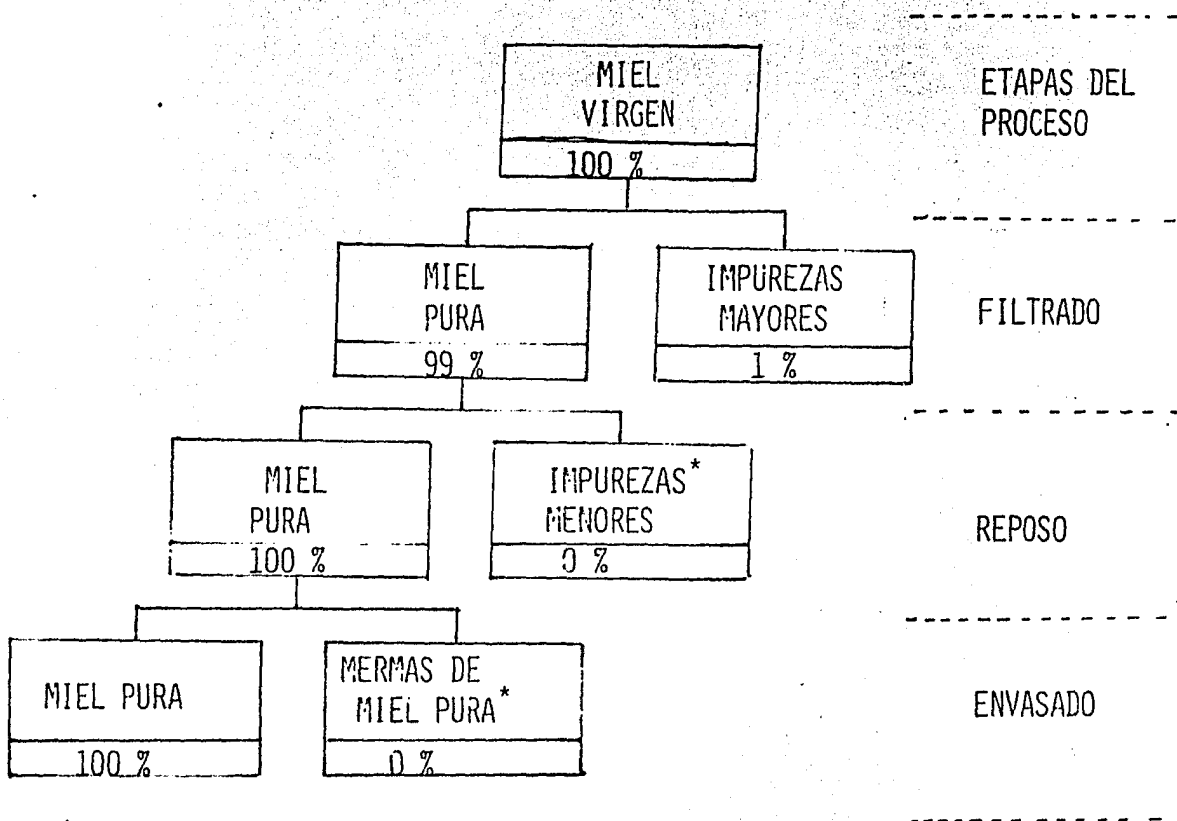 MIEL
VIRGEN
100 %
ETAPAS DEL
PROCESO
MIEL
PURA
99 %
IMPUREZAS
MAYORES
1 %
FILTRADO
MIEL
PURA
100 %
IMPUREZAS*
MENORES
0 %
REPOSO
MIEL PURA
100 %
MERMAS DE
MIEL PURA*
0 %
ENVASADO